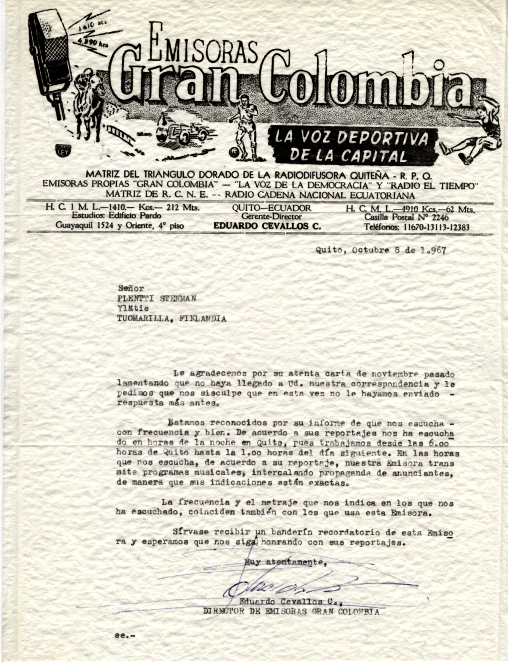 1410 kcs.
4.890 kcs
EMISORAS
Gran Colombia
LA VOZ DEPORTIVA
DE LA CAPITAL
MATRIZ DEL TRIANGULO DORADO DE LA RADIODIFUSORA QUITEÑA - R. P. Q.
EMISORAS PROPIAS "GRAN COLOMBIA" — "LA VOZ DE LA DEMOCRACIA" Y "RADIO EL TIEMPO"
MATRIZ DE R. C. N. E. -- RADIO CADENA NACIONAL ECUATORIANA
H. C. 1 M. L.—1410.— Kcs.— 212 Mts. QUITO-ECUADOR H. C. M. L.—4910 Kcs.—62 Mts.
Estudios: Edificio Pardo Gerente-Director Casilla Postal Nº 2246
Guayaquil 1524 y Oriente, 4º piso EDUARDO CEVALLOS C. Teléfonos: 11670-13113-12383
Quito, Octubre 8 de 1.967
Señor
PLENTTI STENMAN
Ylmtie
TUOMARILLA, FINLANDIA
Le agradecemos por su atenta carta de noviembre pasado
lamentando que no haya llegado a Ud. nuestra correspondencia y le
pedimos que nos sisculpe que en esta vez no le hayamos enviado -
respuesta más antes.
Estamos reconocidos por su informe de que nos escucha -
con frecuencia y bien. De acuerdo a sus reportajes nos ha escucha
do en horas de la noche en Quito, pues trabajamos desde las 6.oo
horas de Quito hasta la 1.oo horas del día siguiente. En las horas
que nos escucha, de acuerdo a su reportaje, nuestra Emisora trans
mite programas musicales, intercalando propaganda de anunciantes,
de manera que sus indicaciones están exactas.
La frecuencia y el metraje que nos indica en los que nos
ha escuchado, coinciden también con los que usa esta Emisora.
Sírvase recibir un banderín recordatorio de esta Emiso
ra y esperamos que nos siga honrando con sus reportajes.
Muy atentamente,
Eduardo Cevallos C.,
DIRECTOR DE EMISORAS GRAN COLOMBIA
ee.-